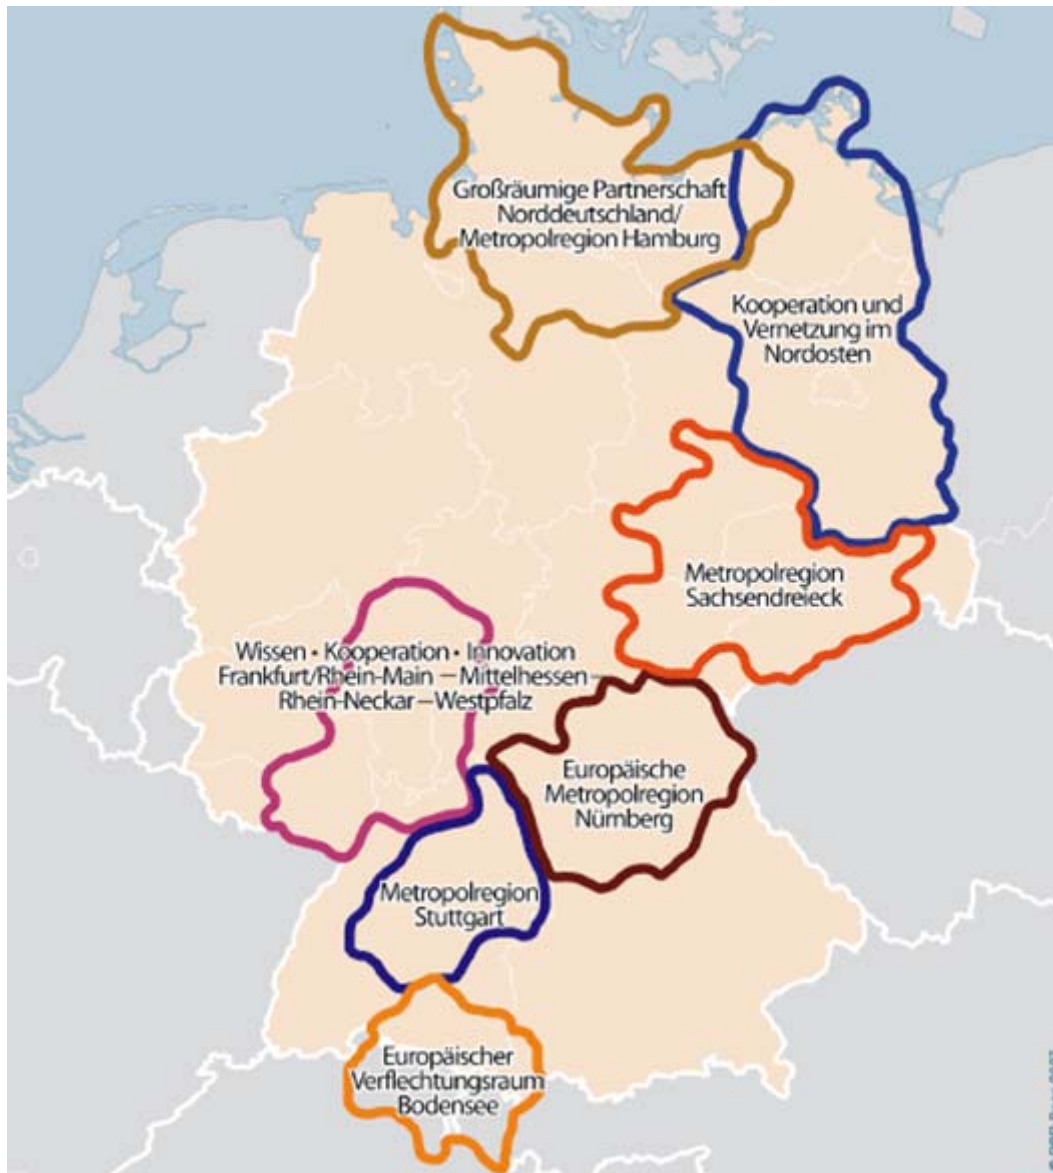 Großräumige Partnerschaft
Norddeutschland/
Metropolregion Hamburg
Kooperation und
Vernetzung im
Nordosten
Metropolregion
Sachsendreieck
Wissen • Kooperation • Innovation
Frankfurt/Rhein-Main – Mittelhessen –
Rhein-Neckar – Westpfalz
Europäische
Metropolregion
Nürnberg
Metropolregion
Stuttgart
Europäischer
Verflechtungsraum
Bodensee